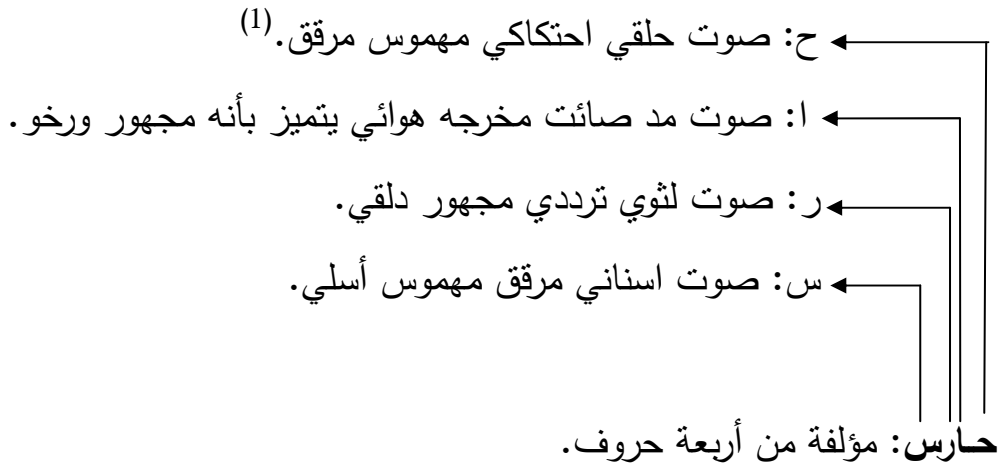 ح: صوت حلقي احتكاكي مهموس مرقق.(1)
ا: صوت مد صائت مخرجه هوائي يتميز بأنه مجهور ورخو.
ر: صوت لثوي ترددي مجهور دلقي.
س: صوت اسناني مرقق مهموس أسلي.
حارس: مؤلفة من أربعة حروف.